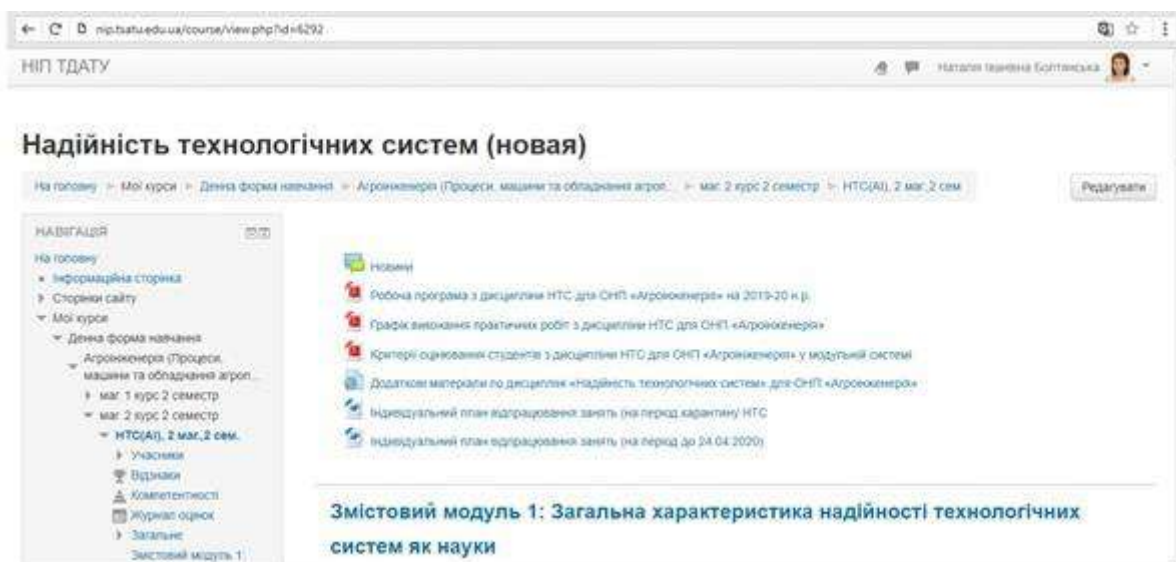 nip.tsatu.edu.ua/course/view.php?id=6292
НІП ТДАТУ
Наталя Іванівна Болтянська
Надійність технологічних систем (новая)
На головну ► Мої курси ► Денна форма навчання ► Агроінженерія (Процеси, машини та обладнання агроп... ► маг. 2 курс 2 семестр ► НТС(АІ), 2 маг.,2 сем
Редагувати
НАВІГАЦІЯ
На головну
Інформаційна сторінка
Сторінки сайту
Мої курси
Денна форма навчання
Агроінженерія (Процеси,
машини та обладнання агроп...
маг. 1 курс 2 семестр
маг. 2 курс 2 семестр
НТС(АІ), 2 маг.,2 сем.
Учасники
Відзнаки
Компетентності
Журнал оцінок
Загальне
Змістовий модуль 1:
Новини
Робоча програма з дисципліни НТС для ОНП «Агроінженерія» на 2019-20 н.р.
Графік виконання практичних робіт з дисципліни НТС для ОНП «Агроінженерія»
Критерії оцінювання студентів з дисципліни НТС для ОНП «Агроінженерія» у модульній системі
Додаткові матеріали по дисципліні «Надійність технологічних систем» для ОНП «Агроінженерія»
Індивідуальний план відпрацювання занять (на період карантину НТС
Індивідуальний план відпрацювання занять (на період до 24.04.2020)
Змістовий модуль 1: Загальна характеристика надійності технологічних
систем як науки